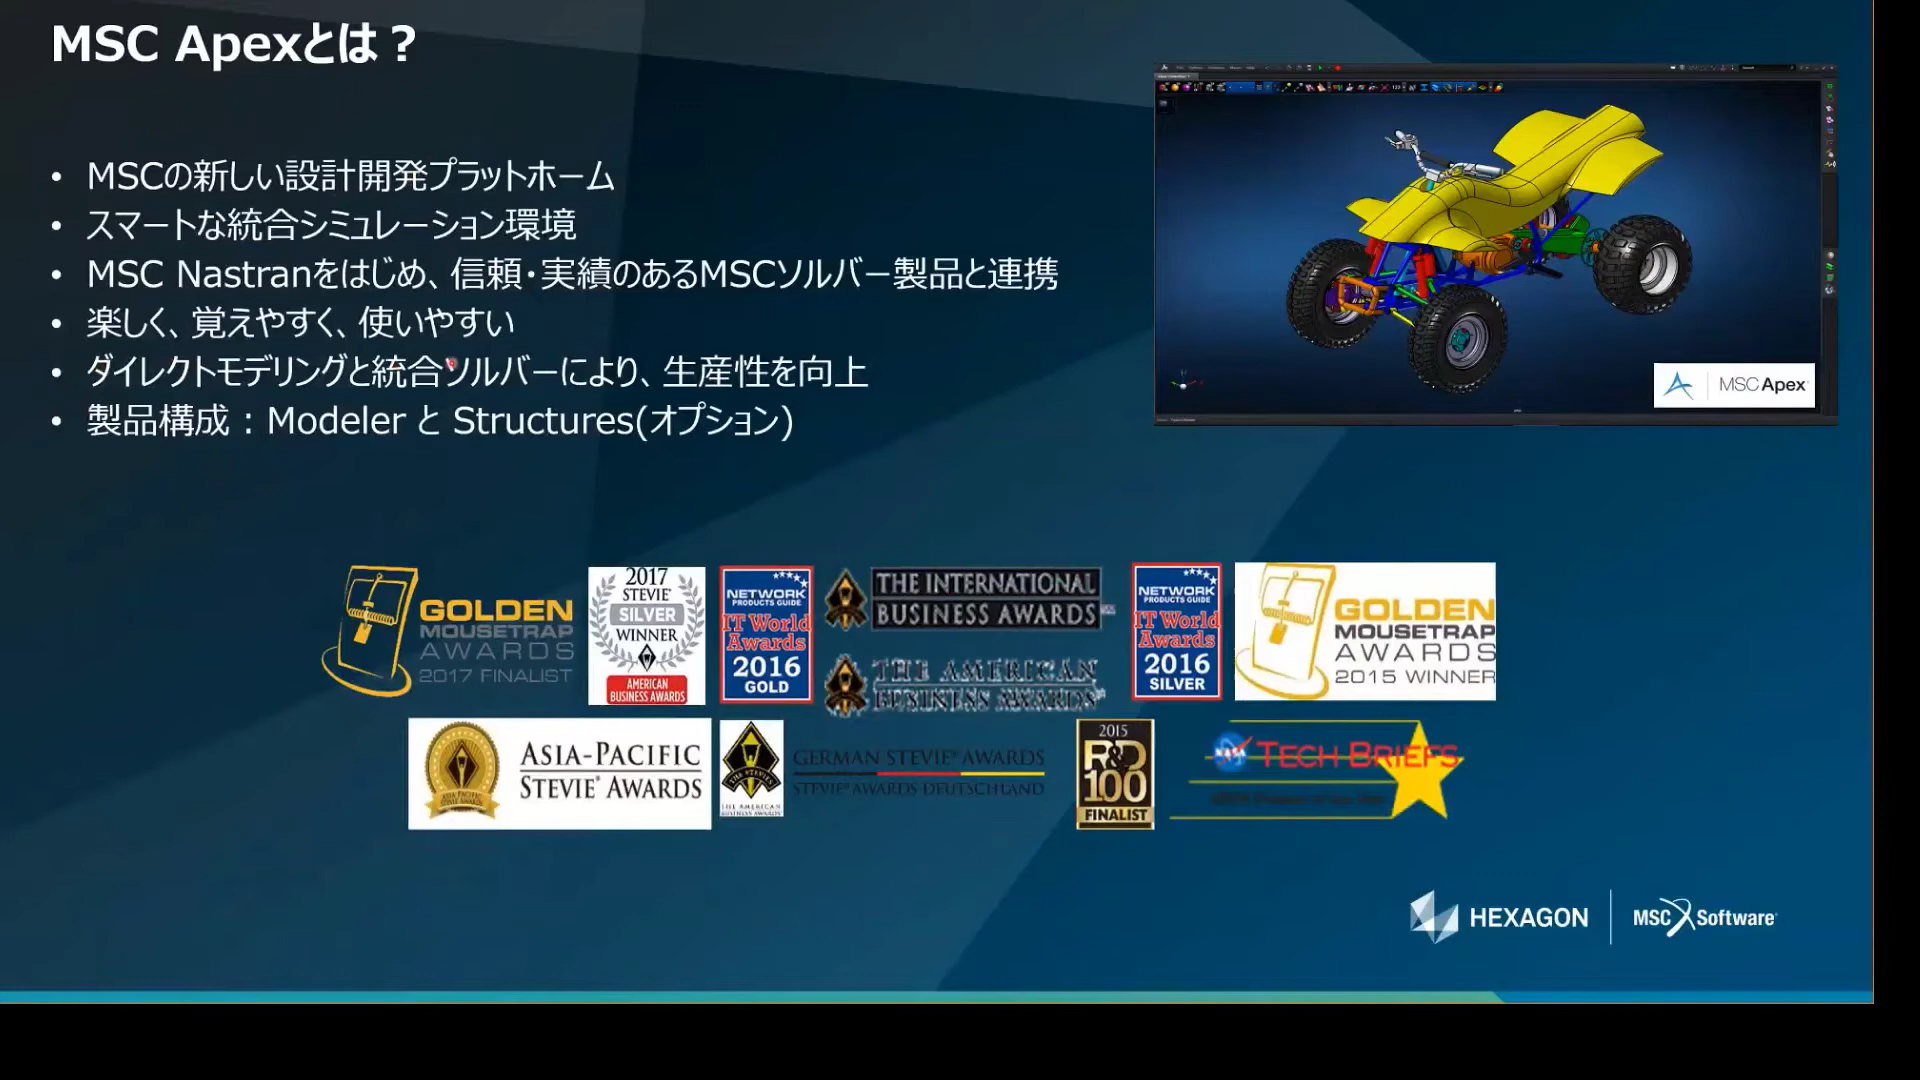 MSC Apexとは？
• MSCの新しい設計開発プラットホーム
• スマートな統合シミュレーション環境
• MSC Nastranをはじめ、信頼・実績のあるMSCソルバー製品と連携
• 楽しく、覚えやすく、使いやすい
• ダイレクトモデリングと統合ソルバーにより、生産性を向上
• 製品構成：Modeler と Structures(オプション)
MSC Apex
GOLDEN
MOUSETRAP
AWARDS
2017 FINALIST
2017
STEVIE®
SILVER
WINNER
AMERICAN
BUSINESS AWARDS
NETWORK
PRODUCTS GUIDE
IT World
Awards
2016
GOLD
THE INTERNATIONAL
BUSINESS AWARDS
THE AMERICAN
BUSINESS AWARDS
NETWORK
PRODUCTS GUIDE
IT World
Awards
2016
SILVER
GOLDEN
MOUSETRAP
AWARDS
2015 WINNER
ASIA-PACIFIC
STEVIE® AWARDS
THE STEVIES
THE AMERICAN
BUSINESS AWARDS
GERMAN STEVIE® AWARDS
STEVIE® AWARDS DEUTSCHLAND
2015
R&D
100
FINALIST
NASA TECH BRIEFS
HEXAGON
MSC Software